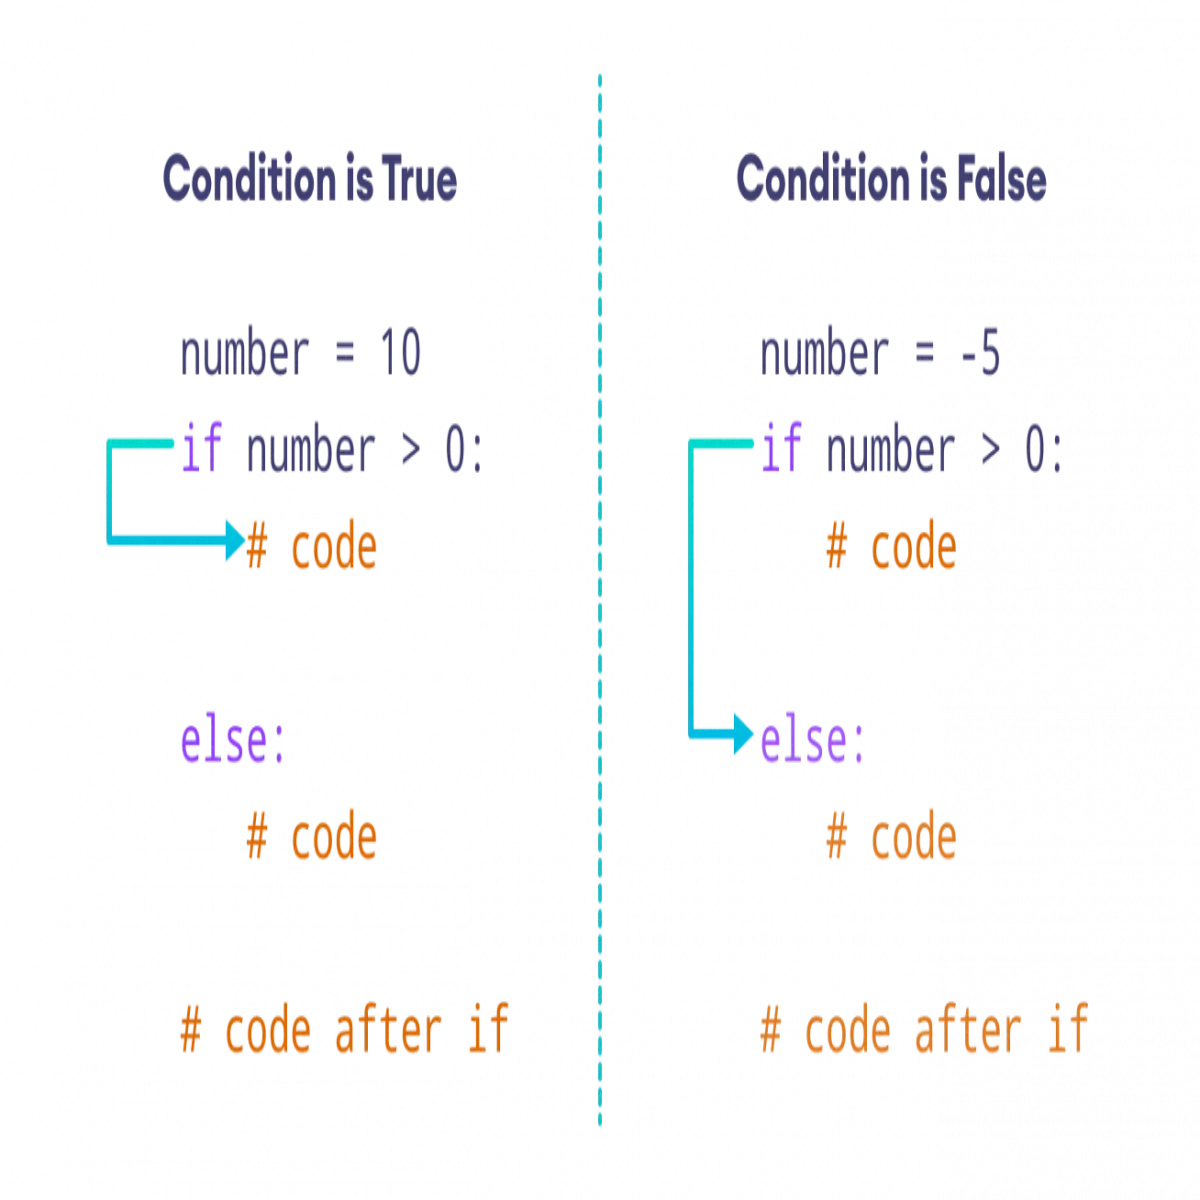 Condition is True
number = 10
if number > 0:
# code
else:
# code
# code after if
Condition is False
number = -5
if number > 0:
# code
else:
# code
# code after if